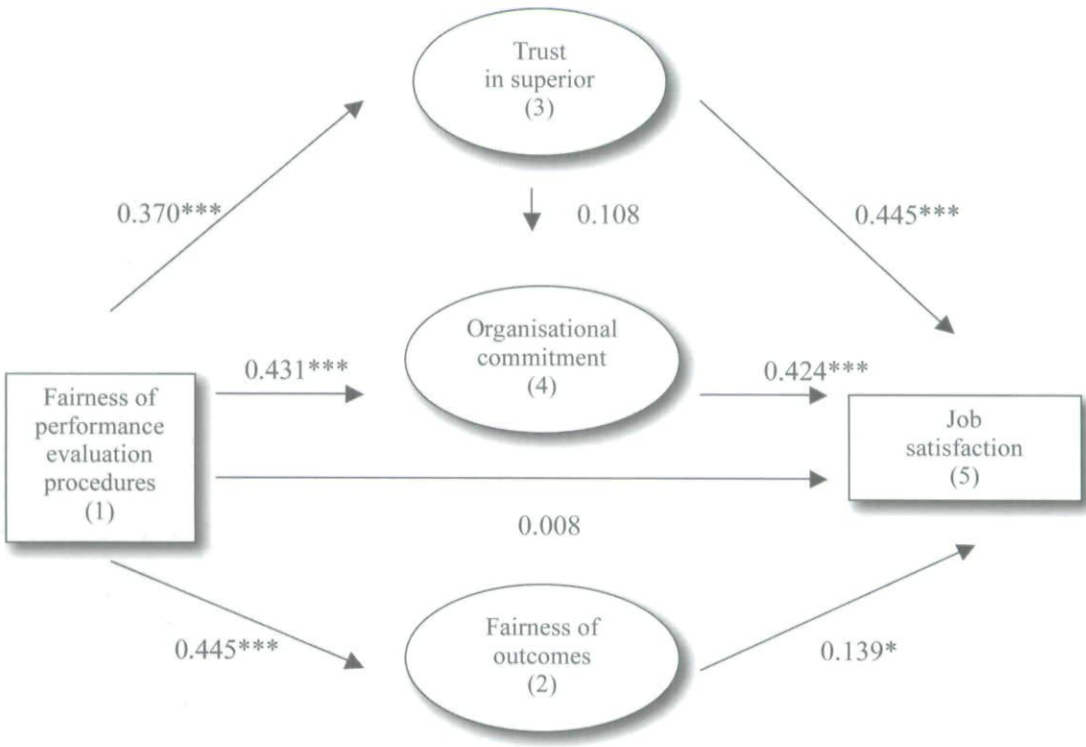 Trust
in superior
(3)
0.370***
0.108
0.445***
Organisational
commitment
(4)
0.431***
0.424***
Fairness of
performance
evaluation
procedures
(1)
Job
satisfaction
(5)
0.008
Fairness of
outcomes
(2)
0.445***
0.139*